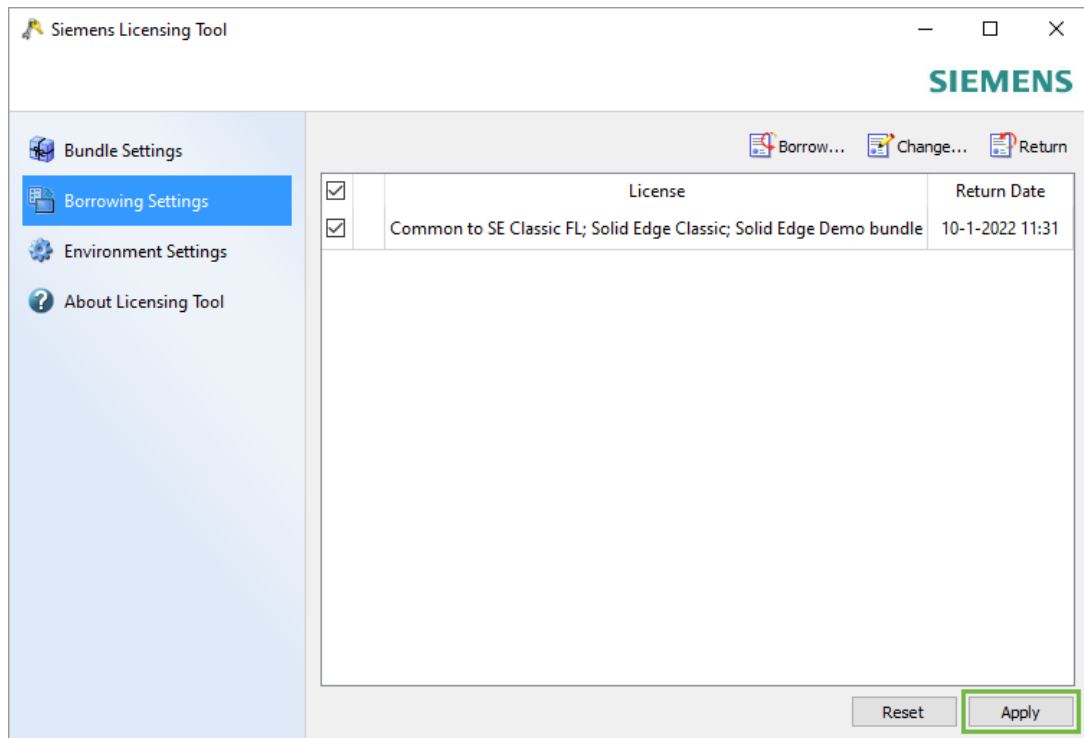 Siemens Licensing Tool
SIEMENS
Bundle Settings
Borrowing Settings
Environment Settings
About Licensing Tool
Borrow... Change... Return
License Return Date
Common to SE Classic FL; Solid Edge Classic; Solid Edge Demo bundle 10-1-2022 11:31
Reset Apply